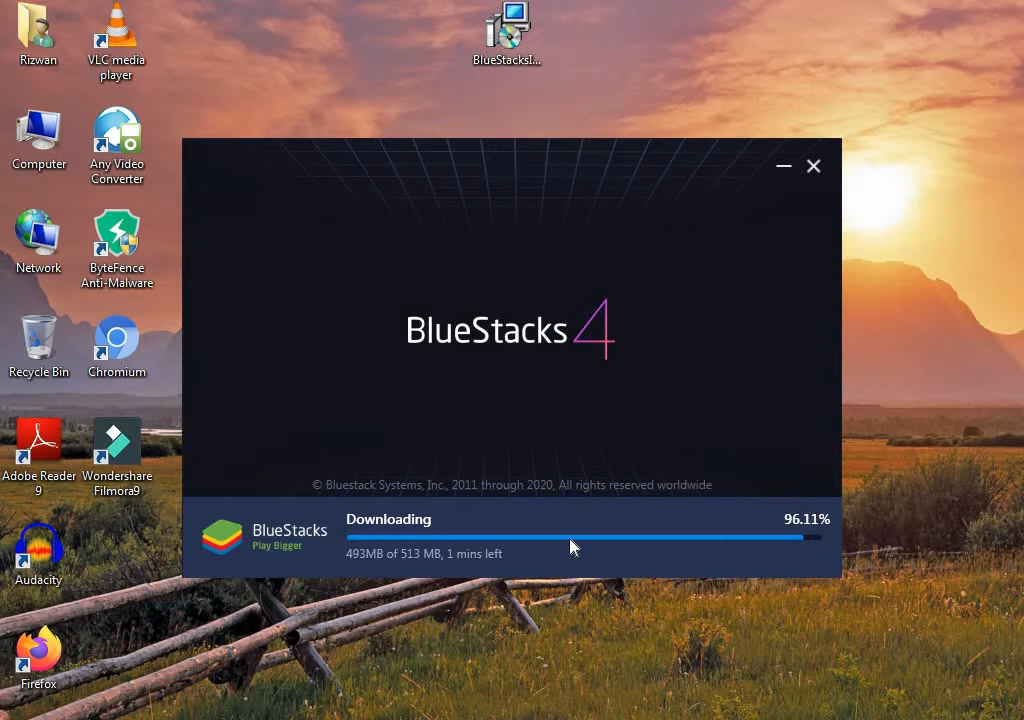 Rizwan
VLC media
player
BlueStacksI...
Computer
Any Video
Converter
Network
ByteFence
Anti-Malware
Recycle Bin
Chromium
Adobe Reader
9
Wondershare
Filmora9
Audacity
Firefox
BlueStacks 4
© Bluestack Systems, Inc., 2011 through 2020, All rights reserved worldwide
BlueStacks
Play Bigger
Downloading
96.11%
493MB of 513 MB, 1 mins left